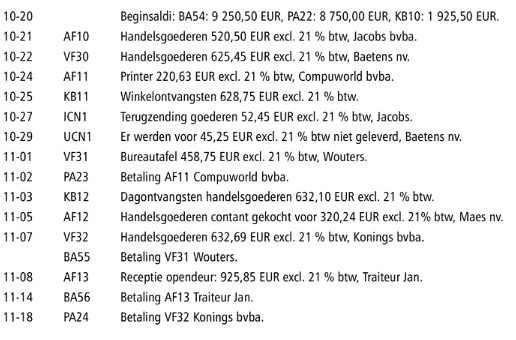 10-20 Beginsaldi: BA54: 9 250,50 EUR, PA22: 8 750,00 EUR, KB10: 1 925,50 EUR.
10-21 AF10 Handelsgoederen 520,50 EUR excl. 21 % btw, Jacobs bvba.
10-22 VF30 Handelsgoederen 625,45 EUR excl. 21 % btw, Baetens nv.
10-24 AF11 Printer 220,63 EUR excl. 21 % btw, Compuworld bvba.
10-25 KB11 Winkelontvangsten 628,75 EUR excl. 21 % btw.
10-27 ICN1 Terugzending goederen 52,45 EUR excl. 21 % btw, Jacobs.
10-29 UCN1 Er werden voor 45,25 EUR excl. 21 % btw niet geleverd, Baetens nv.
11-01 VF31 Bureautafel 458,75 EUR excl. 21 % btw, Wouters.
11-02 PA23 Betaling AF11 Compuworld bvba.
11-03 KB12 Dagontvangsten handelsgoederen 632,10 EUR excl. 21 % btw.
11-05 AF12 Handelsgoederen contant gekocht voor 320,24 EUR excl. 21% btw, Maes nv.
11-07 VF32 Handelsgoederen 632,69 EUR excl. 21 % btw, Konings bvba.
BA55 Betaling VF31 Wouters.
11-08 AF13 Receptie opendeur: 925,85 EUR excl. 21 % btw, Traiteur Jan.
11-14 BA56 Betaling AF13 Traiteur Jan.
11-18 PA24 Betaling VF32 Konings bvba.